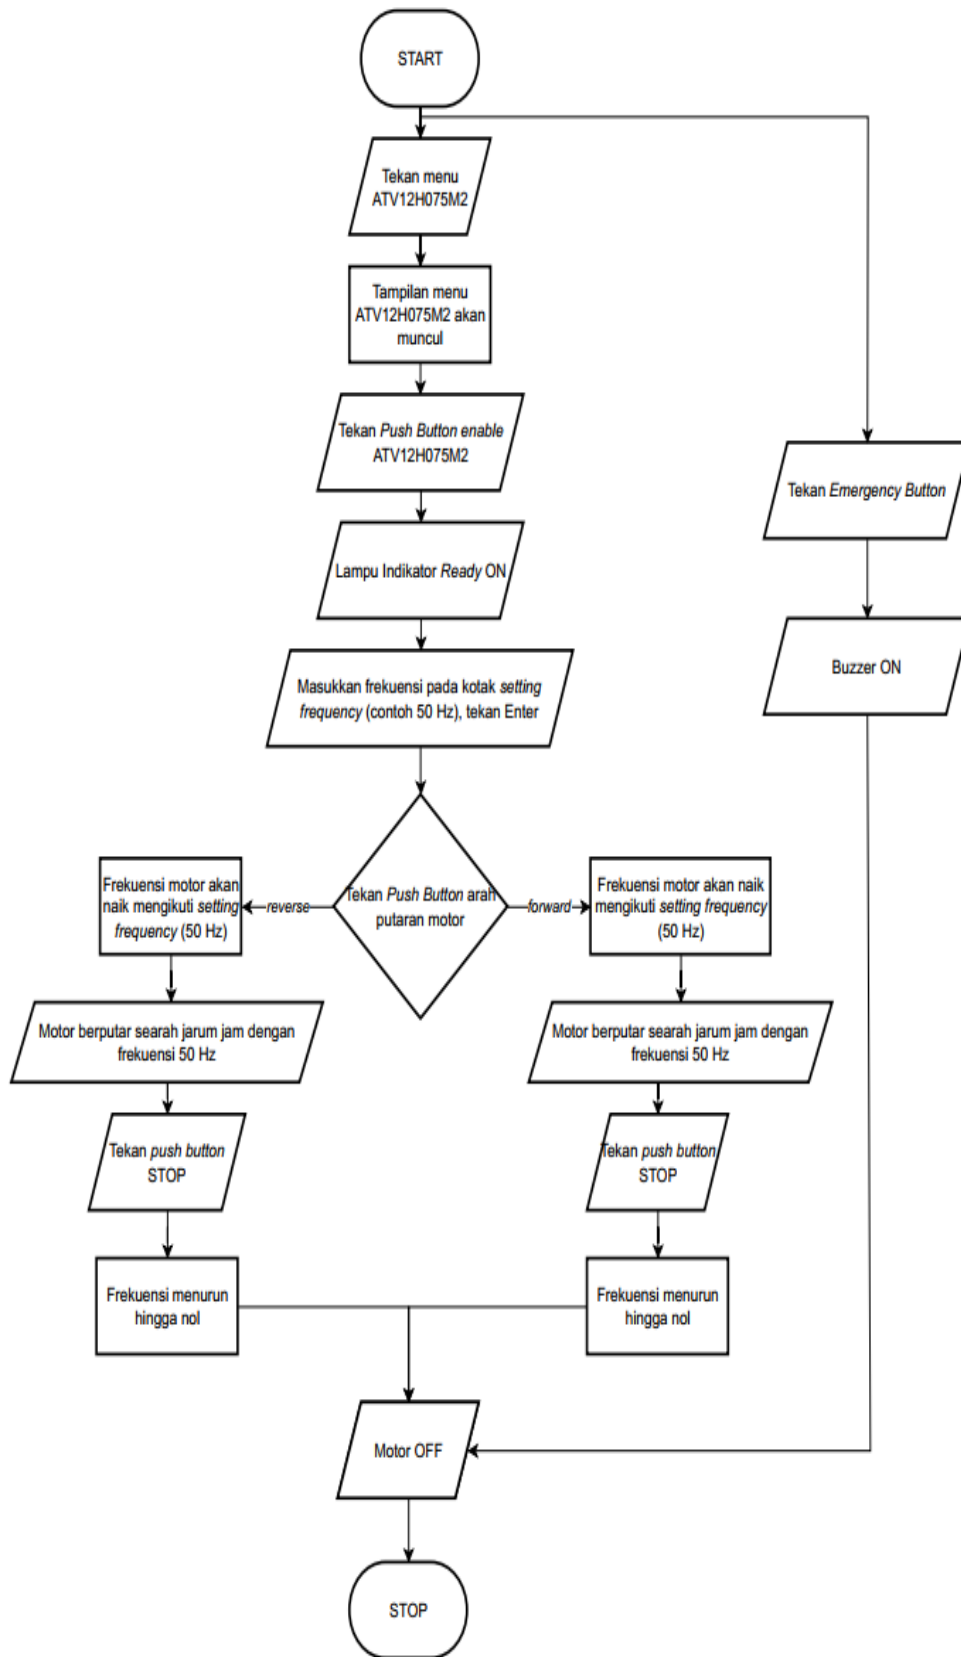 START
Tekan menu
ATV12H075M2
Tampilan menu
ATV12H075M2 akan
muncul
Tekan Push Button enable
ATV12H075M2
Tekan Emergency Button
Lampu Indikator Ready ON
Buzzer ON
Masukkan frekuensi pada kotak setting
frequency (contoh 50 Hz), tekan Enter
Tekan Push Button arah
putaran motor
reverse
forward
Frekuensi motor akan
naik mengikuti setting
frequency (50 Hz)
Frekuensi motor akan naik
mengikuti setting frequency
(50 Hz)
Motor berputar searah jarum jam dengan
frekuensi 50 Hz
Motor berputar searah jarum jam dengan
frekuensi 50 Hz
Tekan push button
STOP
Tekan push button
STOP
Frekuensi menurun
hingga nol
Frekuensi menurun
hingga nol
Motor OFF
STOP